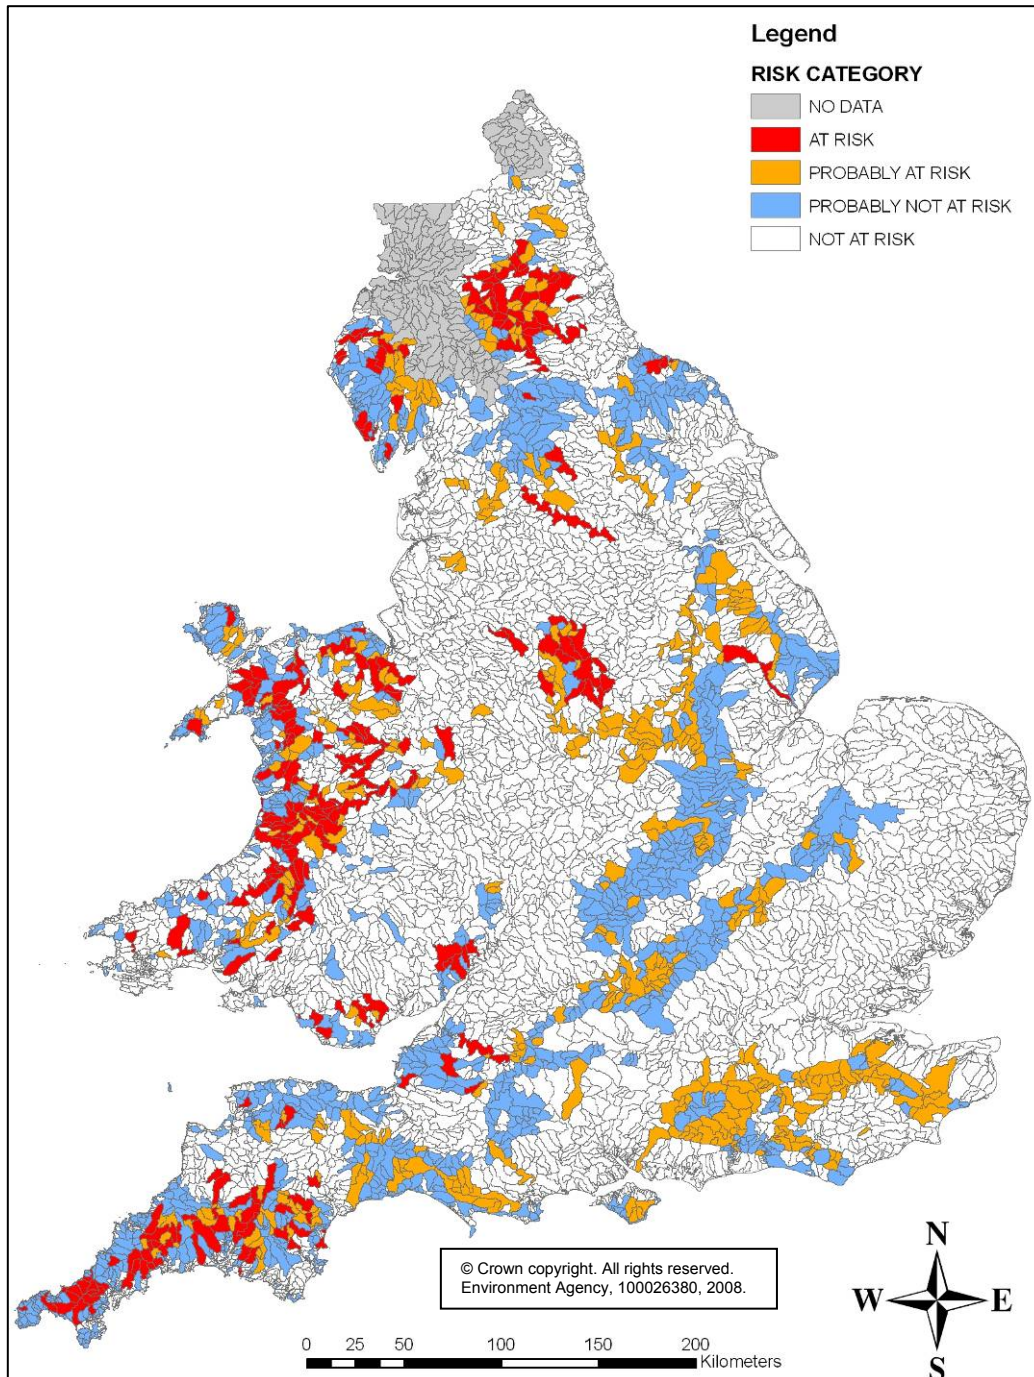 Legend
RISK CATEGORY
NO DATA
AT RISK
PROBABLY AT RISK
PROBABLY NOT AT RISK
NOT AT RISK
© Crown copyright. All rights reserved.
Environment Agency, 100026380, 2008.
N
W E
S
0 25 50 100 150 200
Kilometers